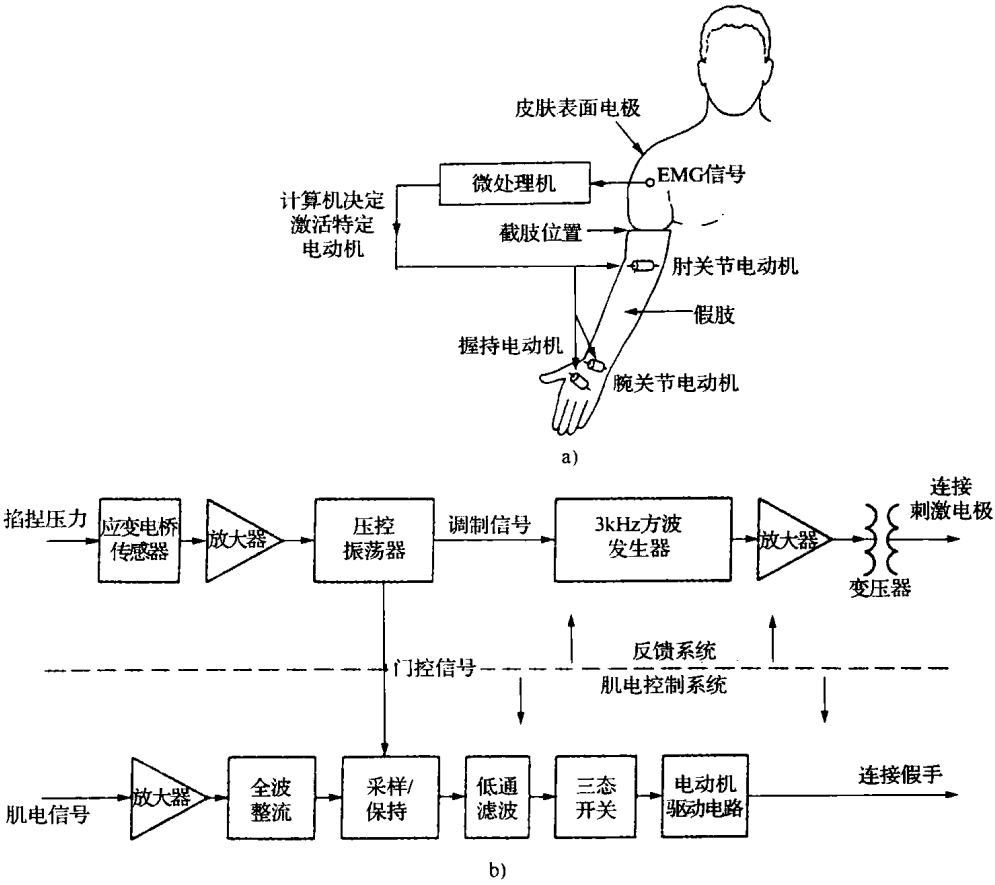 皮肤表面电极
EMG信号
微处理机
计算机决定
激活特定
电动机
截肢位置
肘关节电动机
假肢
握持电动机
腕关节电动机
a)
掐捏压力
应变电桥
传感器
放大器
压控
振荡器
调制信号
3kHz方波
发生器
放大器
连接
刺激电极
变压器
反馈系统
门控信号
肌电控制系统
肌电信号
放大器
全波
整流
采样/
保持
低通
滤波
三态
开关
电动机
驱动电路
连接假手
b)